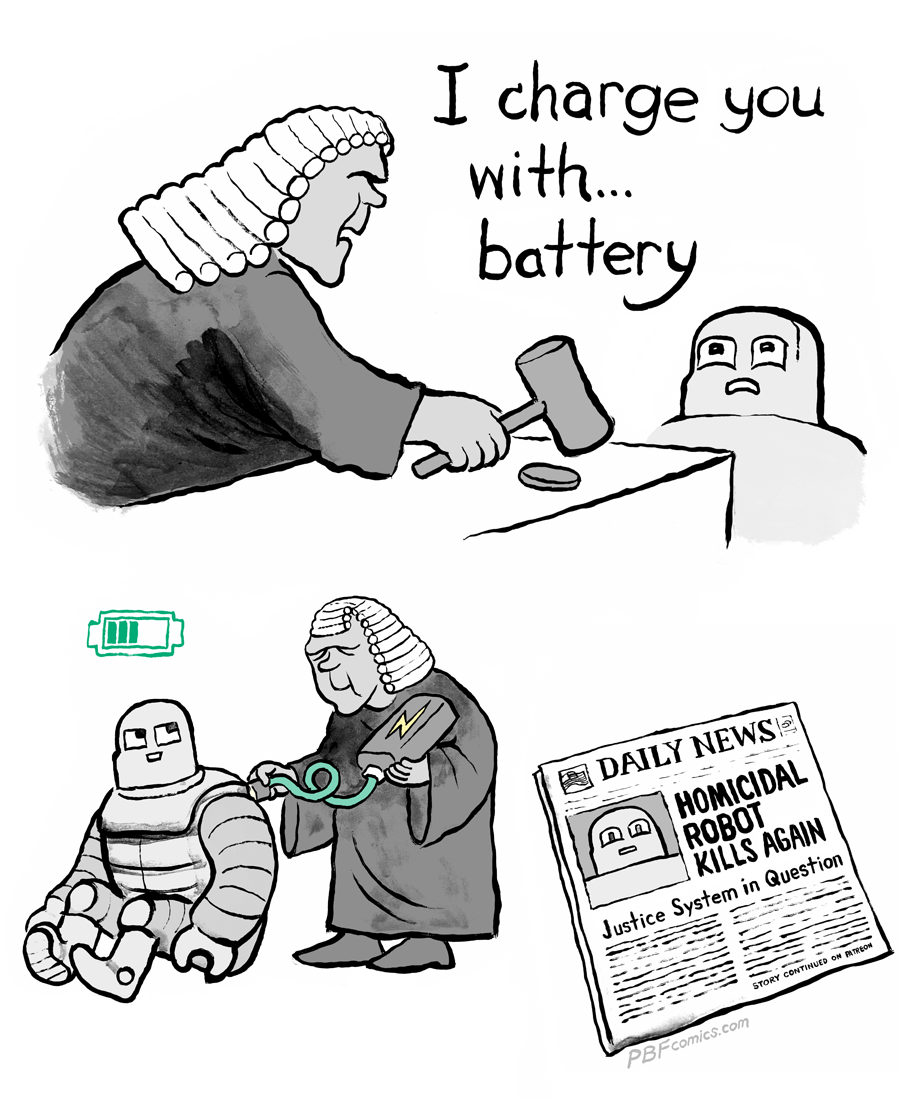 I charge you
with...
battery
DAILY NEWS
HOMICIDAL
ROBOT
KILLS AGAIN
Justice System in Question
STORY CONTINUED ON PATREON
PBFcomics.com